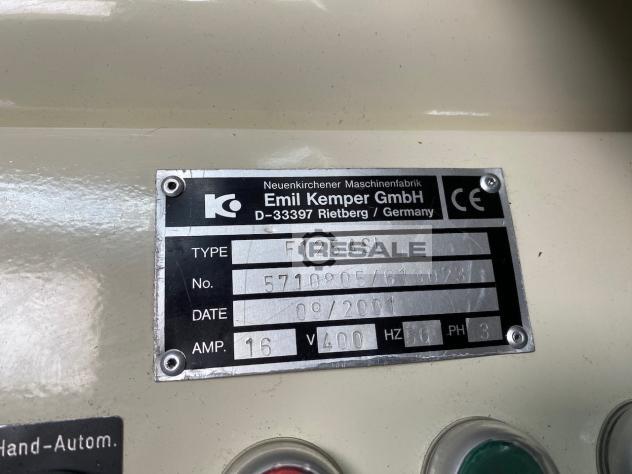 Neuenkirchener Maschinenfabrik
Emil Kemper GmbH
D-33397 Rietberg / Germany
CE
TYPE
RESALE
No.
DATE 09/2001
AMP. 16 V 400 HZ PH 3
Hand-Autom.